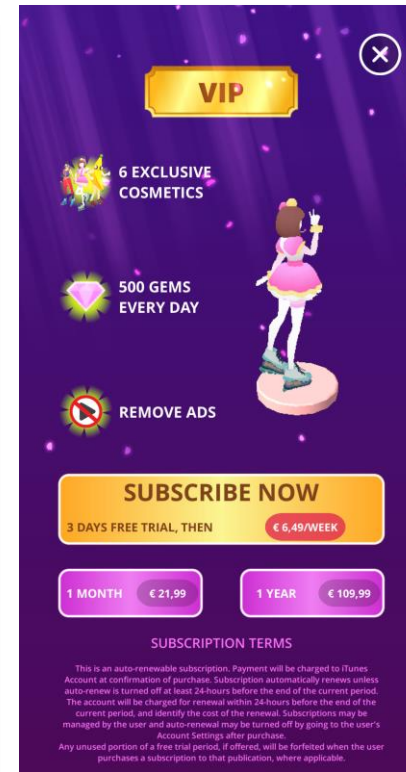 VIP
6 EXCLUSIVE
COSMETICS
500 GEMS
EVERY DAY
REMOVE ADS
SUBSCRIBE NOW
3 DAYS FREE TRIAL, THEN € 6,49/WEEK
1 MONTH € 21,99 1 YEAR € 109,99
SUBSCRIPTION TERMS
This is an auto-renewable subscription. Payment will be charged to iTunes
Account at confirmation of purchase. Subscription automatically renews unless
auto-renew is turned off at least 24-hours before the end of the current period.
The account will be charged for renewal within 24-hours before the end of the
current period, and identify the cost of the renewal. Subscriptions may be
managed by the user and auto-renewal may be turned off by going to the user's
Account Settings after purchase.
Any unused portion of a free trial period, if offered, will be forfeited when the user
purchases a subscription to that publication, where applicable.